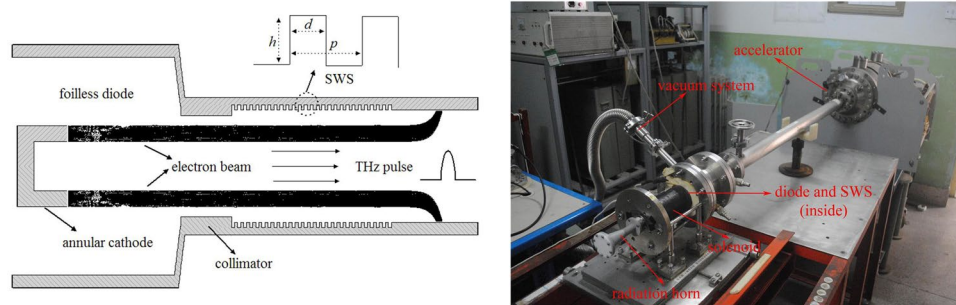 d
h
p
SWS
foilless diode
electron beam
THz pulse
annular cathode
collimator
accelerator
vacuum system
diode and SWS
(inside)
solenoid
radiation horn